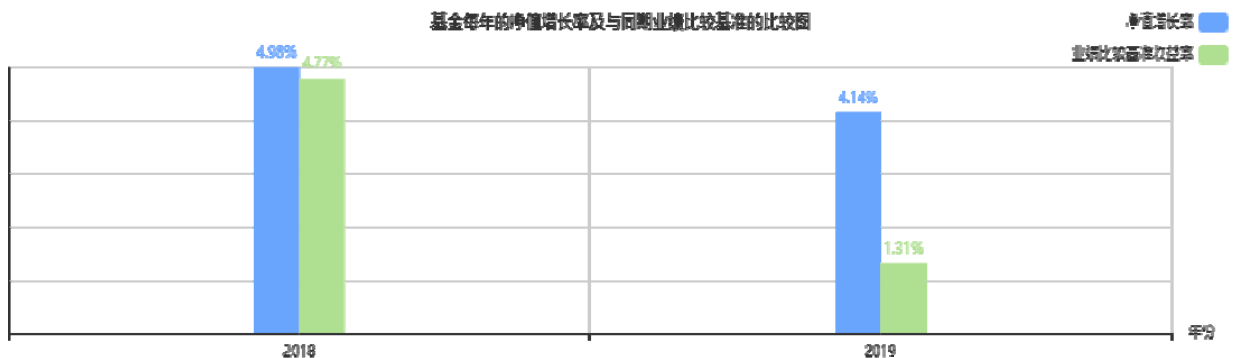 基金每年的净值增长率及与同期业绩比较基准的比较图
净值增长率
业绩比较基准收益率
4.98%
4.77%
4.14%
1.31%
年份
2018
2019